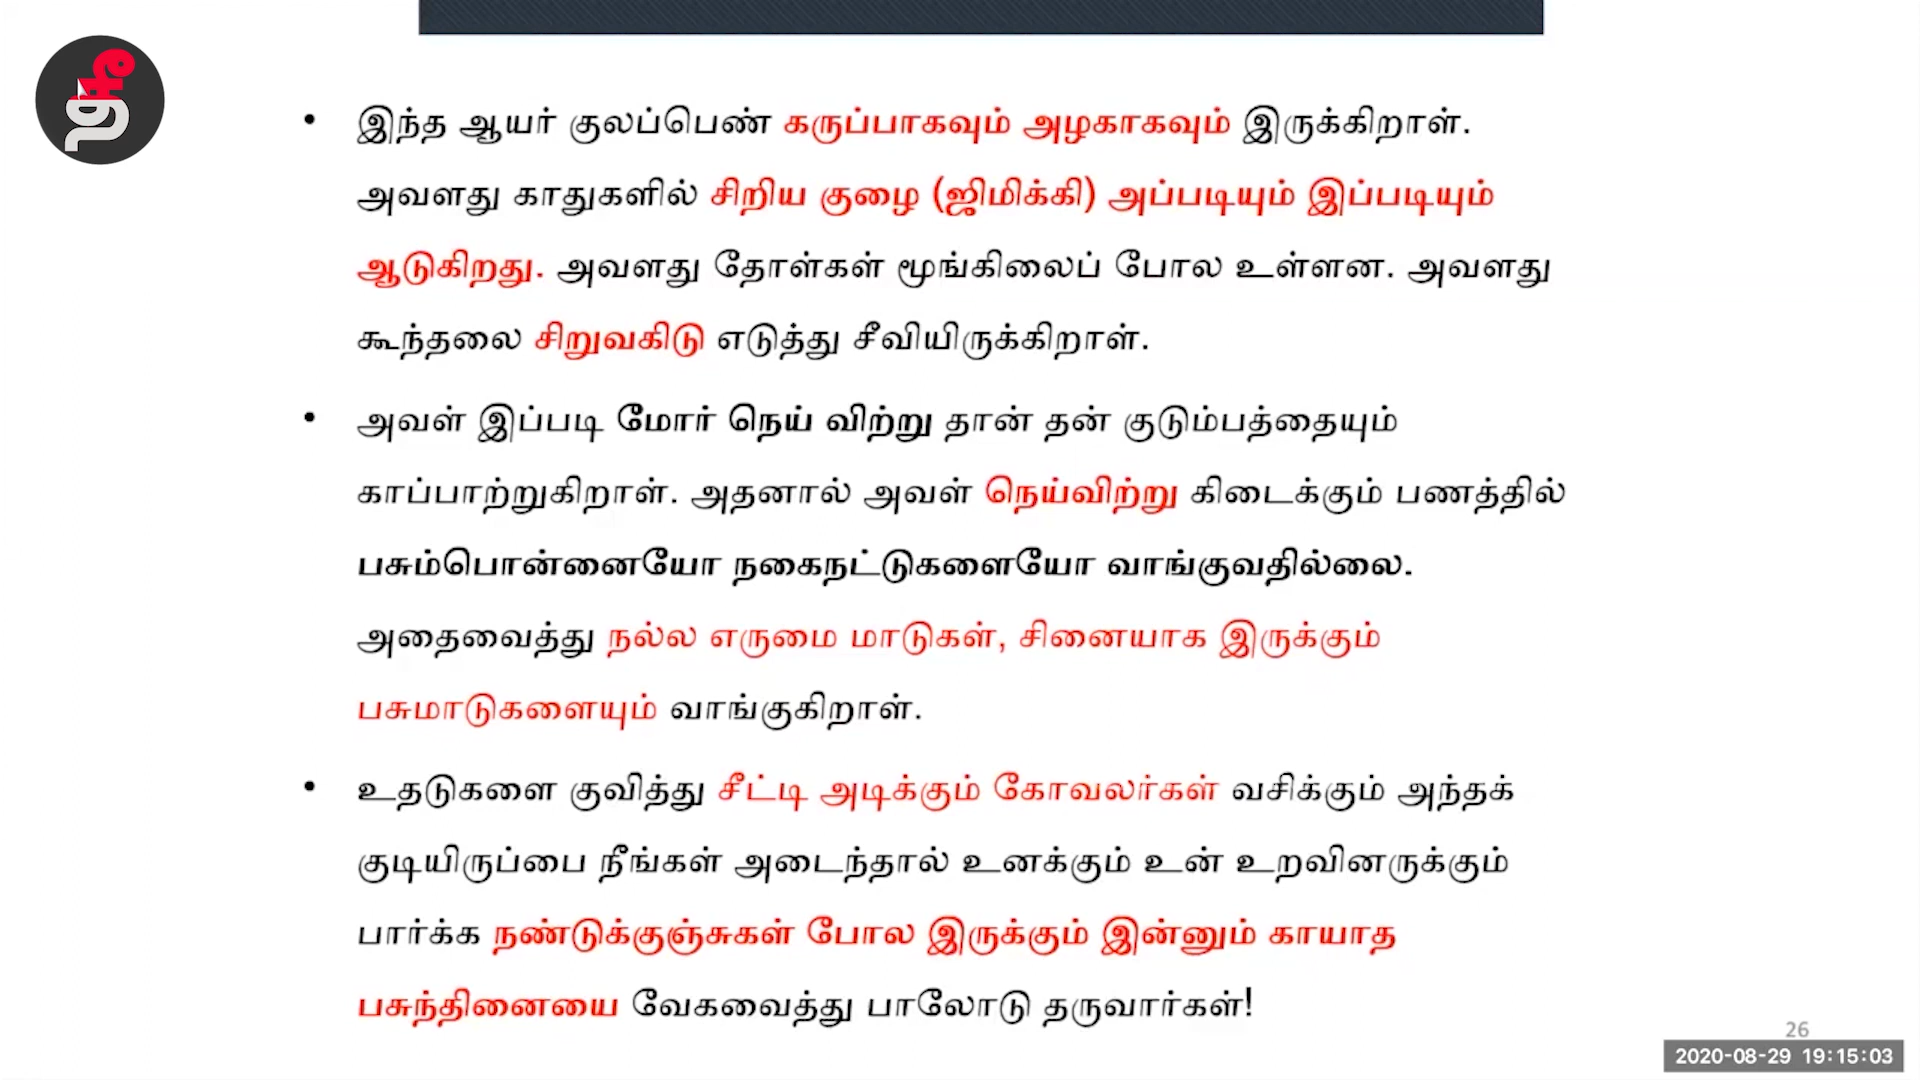 • இந்த ஆயர் குலப்பெண் கருப்பாகவும் அழகாகவும் இருக்கிறாள்.
அவளது காதுகளில் சிறிய குழை (ஜிமிக்கி) அப்படியும் இப்படியும்
ஆடுகிறது. அவளது தோள்கள் மூங்கிலைப் போல உள்ளன. அவளது
கூந்தலை சிறுவகிடு எடுத்து சீவியிருக்கிறாள்.
• அவள் இப்படி மோர் நெய் விற்று தான் தன் குடும்பத்தையும்
காப்பாற்றுகிறாள். அதனால் அவள் நெய்விற்று கிடைக்கும் பணத்தில்
பசும்பொன்னையோ நகைநட்டுகளையோ வாங்குவதில்லை.
அதைவைத்து நல்ல எருமை மாடுகள், சினையாக இருக்கும்
பசுமாடுகளையும் வாங்குகிறாள்.
• உதடுகளை குவித்து சீட்டி அடிக்கும் கோவலர்கள் வசிக்கும் அந்தக்
குடியிருப்பை நீங்கள் அடைந்தால் உனக்கும் உன் உறவினருக்கும்
பார்க்க நண்டுக்குஞ்சுகள் போல இருக்கும் இன்னும் காயாத
பசுந்தினையை வேகவைத்து பாலோடு தருவார்கள்!
26
2020-08-29 19:15:03